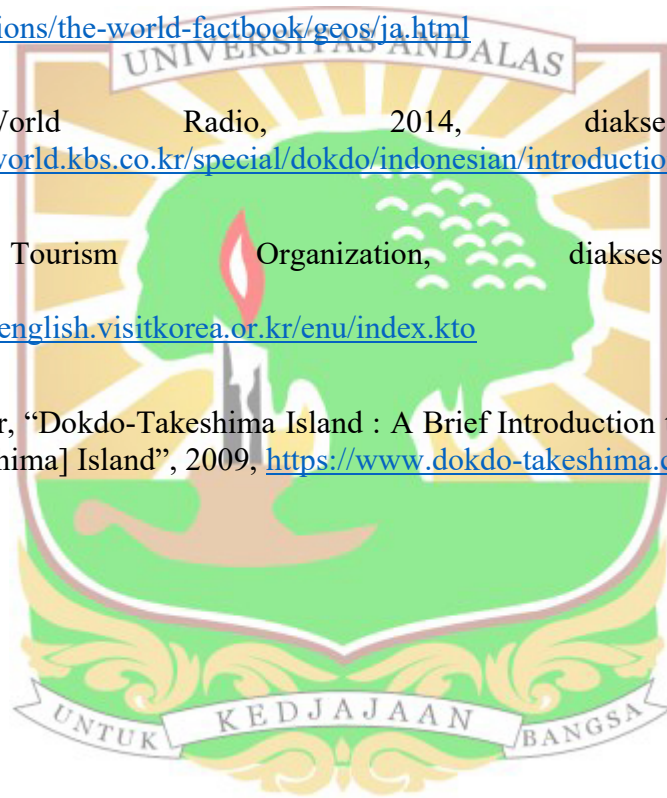 ions/the-world-factbook/geos/ja.html
UNIVERSITAS ANDALAS
World Radio, 2014, diakse
world.kbs.co.kr/special/dokdo/indonesian/introductio
Tourism Organization, diakses
english.visitkorea.or.kr/enu/index.kto
r, “Dokdo-Takeshima Island : A Brief Introduction t
hima] Island”, 2009, https://www.dokdo-takeshima.c
UNTUK KEDJAJAAN BANGSA